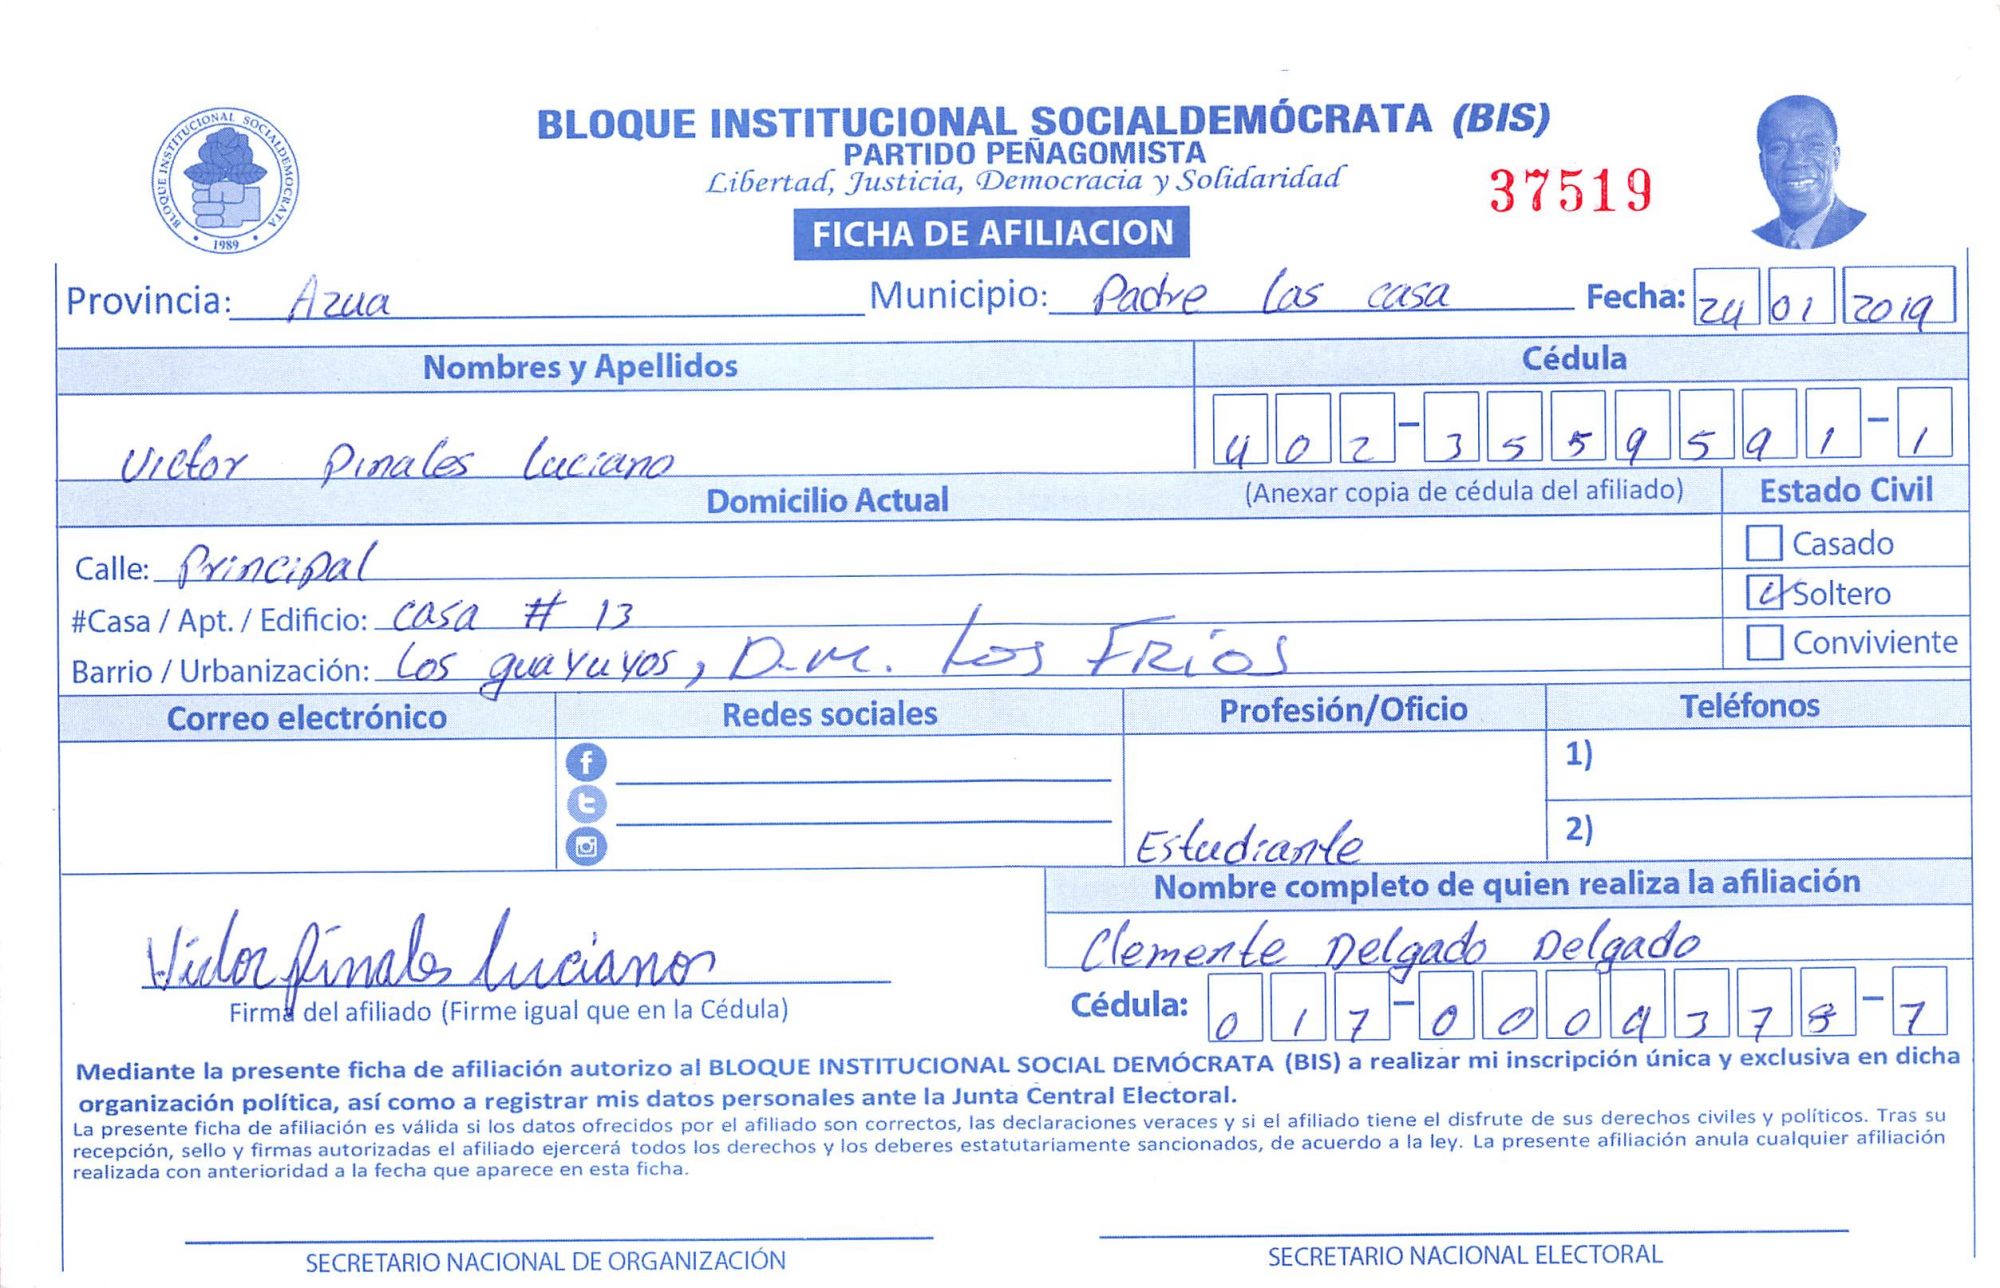 BLOQUE INSTITUCIONAL SOCIALDEMOCRATA
1989
BLOQUE INSTITUCIONAL SOCIALDEMÓCRATA (BIS)
PARTIDO PEÑAGOMISTA
Libertad, Justicia, Democracia y Solidaridad
37519
FICHA DE AFILIACION
Provincia: Azua Municipio: Padre las casa Fecha: 24 01 2019
Nombres y Apellidos Cédula
Victor Pinales Luciano 402-3559591-1
Domicilio Actual (Anexar copia de cédula del afiliado) Estado Civil
Calle: Principal Casado
#Casa / Apt. / Edificio: casa # 13 Soltero
Barrio / Urbanización: Los guayuyos, D.M. Los FRíos Conviviente
Correo electrónico Redes sociales Profesión/Oficio Teléfonos
1)
2)
Estudiante
Nombre completo de quien realiza la afiliación
Clemente Delgado Delgado
Victor Pinales Lucianos
Firma del afiliado (Firme igual que en la Cédula) Cédula: 017-0004378-7
Mediante la presente ficha de afiliación autorizo al BLOQUE INSTITUCIONAL SOCIAL DEMÓCRATA (BIS) a realizar mi inscripción única y exclusiva en dicha
organización política, así como a registrar mis datos personales ante la Junta Central Electoral.
La presente ficha de afiliación es válida si los datos ofrecidos por el afiliado son correctos, las declaraciones veraces y si el afiliado tiene el disfrute de sus derechos civiles y políticos. Tras su
recepción, sello y firmas autorizadas el afiliado ejercerá todos los derechos y los deberes estatutariamente sancionados, de acuerdo a la ley. La presente afiliación anula cualquier afiliación
realizada con anterioridad a la fecha que aparece en esta ficha.
SECRETARIO NACIONAL DE ORGANIZACIÓN SECRETARIO NACIONAL ELECTORAL